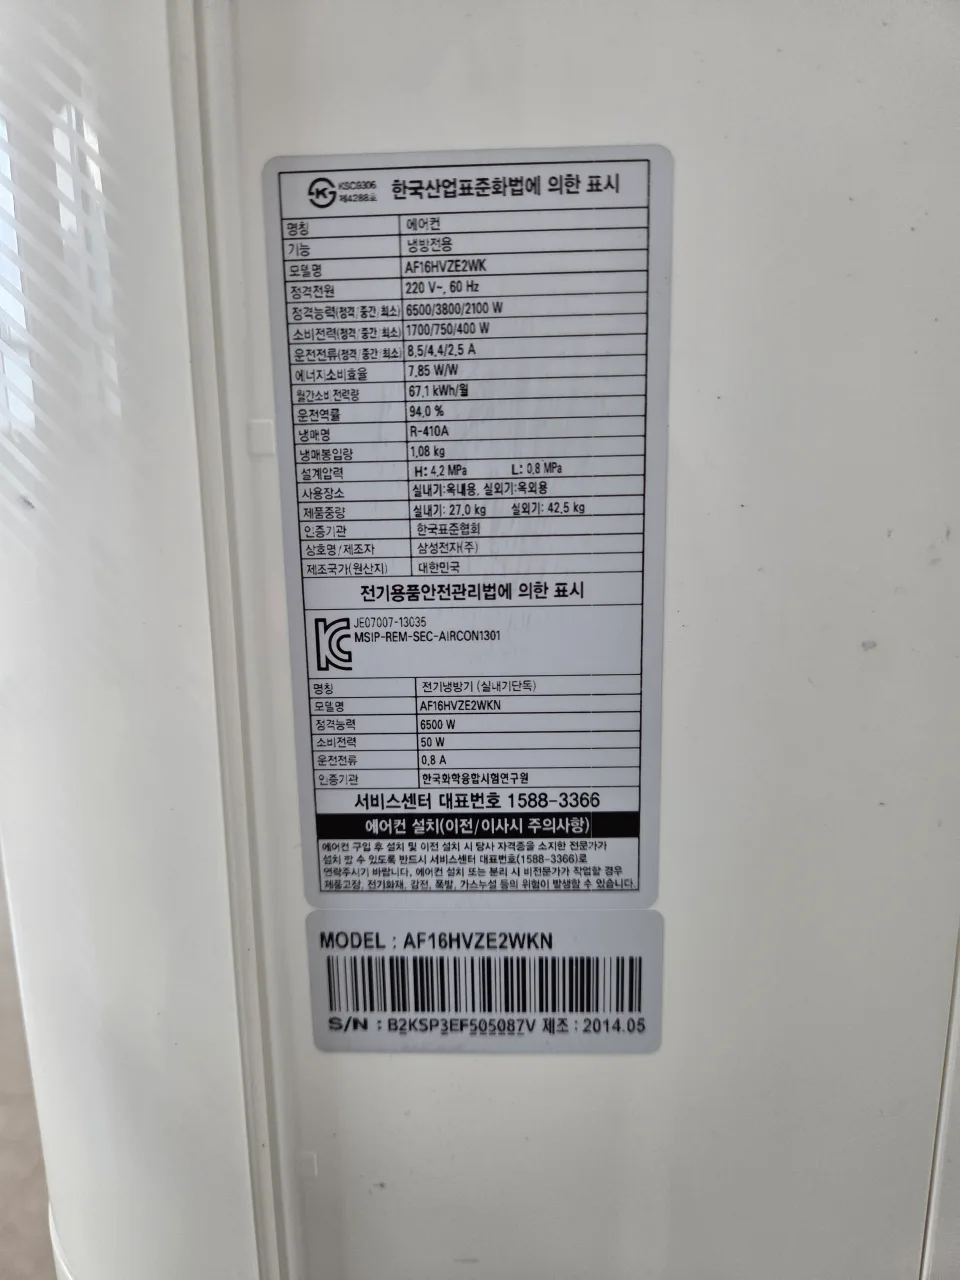 KSC9306
제4288호
한국산업표준화법에 의한 표시
명칭 에어컨
기능 냉방전용
모델명 AF16HVZE2WK
정격전원 220 V~, 60 Hz
정격능력(정격/중간/최소) 6500/3800/2100 W
소비전력(정격/중간/최소) 1700/750/400 W
운전전류(정격/중간/최소) 8.5/4.4/2.5 A
에너지소비효율 7.85 W/W
월간소비전력량 67.1 kWh/월
운전역률 94.0 %
냉매명 R-410A
냉매봉입량 1.08 kg
설계압력 H: 4.2 MPa L: 0.8 MPa
사용장소 실내기:옥내용, 실외기:옥외용
제품중량 실내기: 27.0 kg 실외기: 42.5 kg
인증기관 한국표준협회
상호명/제조자 삼성전자(주)
제조국가(원산지) 대한민국
전기용품안전관리법에 의한 표시
JE07007-13035
MSIP-REM-SEC-AIRCON1301
명칭 전기냉방기 (실내기단독)
모델명 AF16HVZE2WKN
정격능력 6500 W
소비전력 50 W
운전전류 0.8 A
인증기관 한국화학융합시험연구원
서비스센터 대표번호 1588-3366
에어컨 설치(이전/이사시 주의사항)
에어컨 구입 후 설치 및 이전 설치 시 당사 자격증을 소지한 전문가가
설치 할 수 있도록 반드시 서비스센터 대표번호(1588-3366)로
연락주시기 바랍니다. 에어컨 설치 또는 분리 시 비전문가가 작업할 경우
제품고장, 전기화재, 감전, 폭발, 가스누설 등의 위험이 발생할 수 있습니다.
MODEL : AF16HVZE2WKN
S/N : B2KSP3EF505087V 제조 : 2014.05